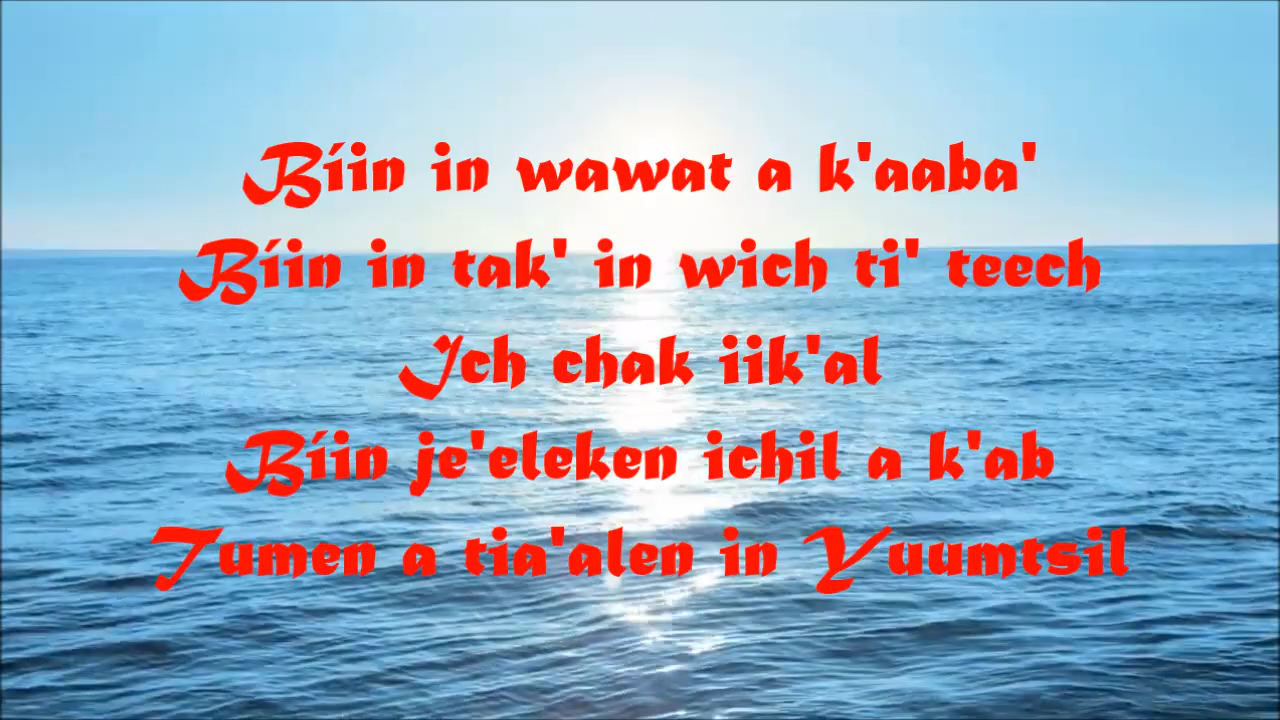 Bíin in wawat a k'aaba'
Bíin in tak' in wich ti' teech
Ich chak iik'al
Bíin je'eleken ichil a k'ab
Tumen a tia'alen in Yuumtsil